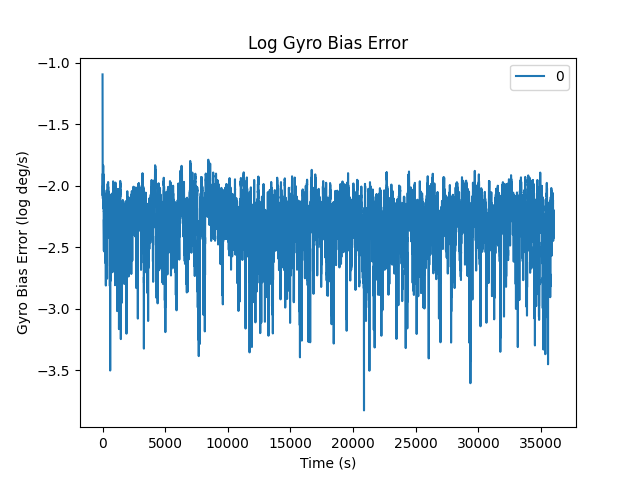 Log Gyro Bias Error
0
−1.0
−1.5
−2.0
−2.5
−3.0
−3.5
Gyro Bias Error (log deg/s)
0 5000 10000 15000 20000 25000 30000 35000
Time (s)